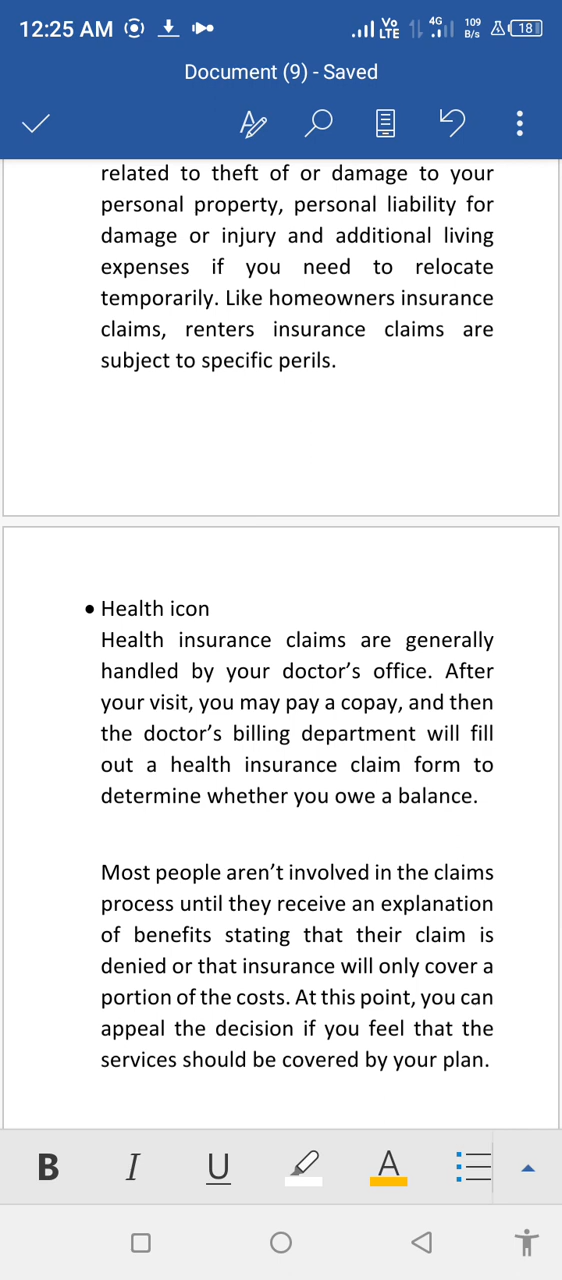 12:25 AM Vo LTE 4G 109 B/s 18
Document (9) - Saved
related to theft of or damage to your
personal property, personal liability for
damage or injury and additional living
expenses if you need to relocate
temporarily. Like homeowners insurance
claims, renters insurance claims are
subject to specific perils.
• Health icon
Health insurance claims are generally
handled by your doctor’s office. After
your visit, you may pay a copay, and then
the doctor’s billing department will fill
out a health insurance claim form to
determine whether you owe a balance.
Most people aren’t involved in the claims
process until they receive an explanation
of benefits stating that their claim is
denied or that insurance will only cover a
portion of the costs. At this point, you can
appeal the decision if you feel that the
services should be covered by your plan.
B I U A